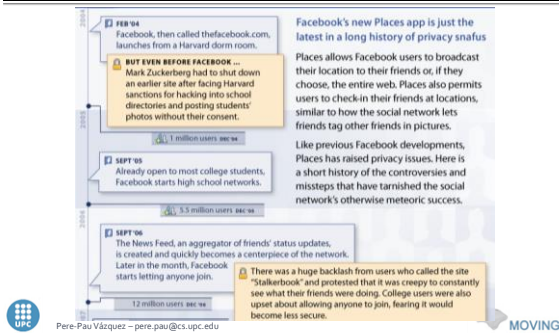 2004
FEB'04
Facebook, then called thefacebook.com,
launches from a Harvard dorm room.
BUT EVEN BEFORE FACEBOOK ...
Mark Zuckerberg had to shut down
an earlier site after facing Harvard
sanctions for hacking into school
directories and posting students'
photos without their consent.
1 million users DEC '04
2005
SEPT'05
Already open to most college students,
Facebook starts high school networks.
5.5 million users DEC '05
SEPT'06
The News Feed, an aggregator of friends' status updates,
is created and quickly becomes a centerpiece of the network.
Later in the month, Facebook
starts letting anyone join.
There was a huge backlash from users who called the site
"Stalkerbook" and protested that it was creepy to constantly
see what their friends were doing. College users were also
upset about allowing anyone to join, fearing it would
become less secure.
12 million users DEC '06
Facebook's new Places app is just the
latest in a long history of privacy snafus
Places allows Facebook users to broadcast
their location to their friends or, if they
choose, the entire web. Places also permits
users to check-in their friends at locations,
similar to how the social network lets
friends tag other friends in pictures.
Like previous Facebook developments,
Places has raised privacy issues. Here is
a short history of the controversies and
missteps that have tarnished the social
network's otherwise meteoric success.
UPC
Pere-Pau Vázquez – pere.pau@cs.upc.edu
MOVING